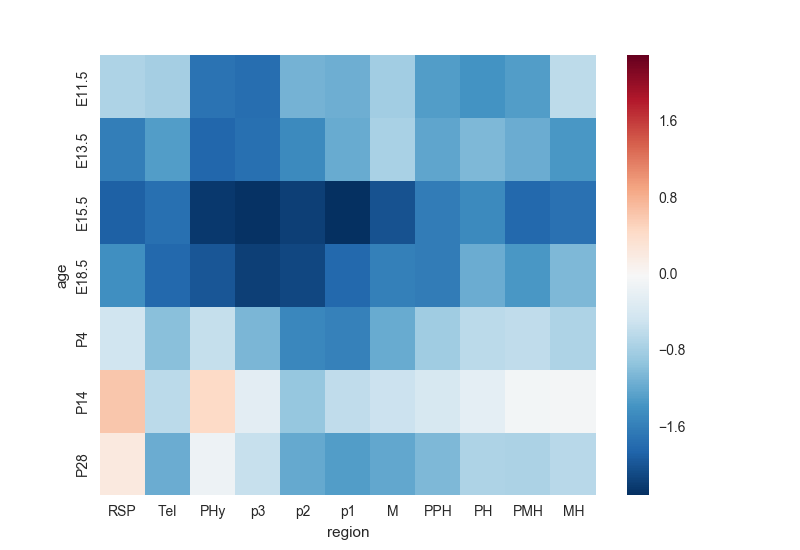 E11.5
E13.5
E15.5
E18.5
P4
P14
P28
age
RSP Tel PHy p3 p2 p1 M PPH PH PMH MH
region
1.6
0.8
0.0
−0.8
−1.6